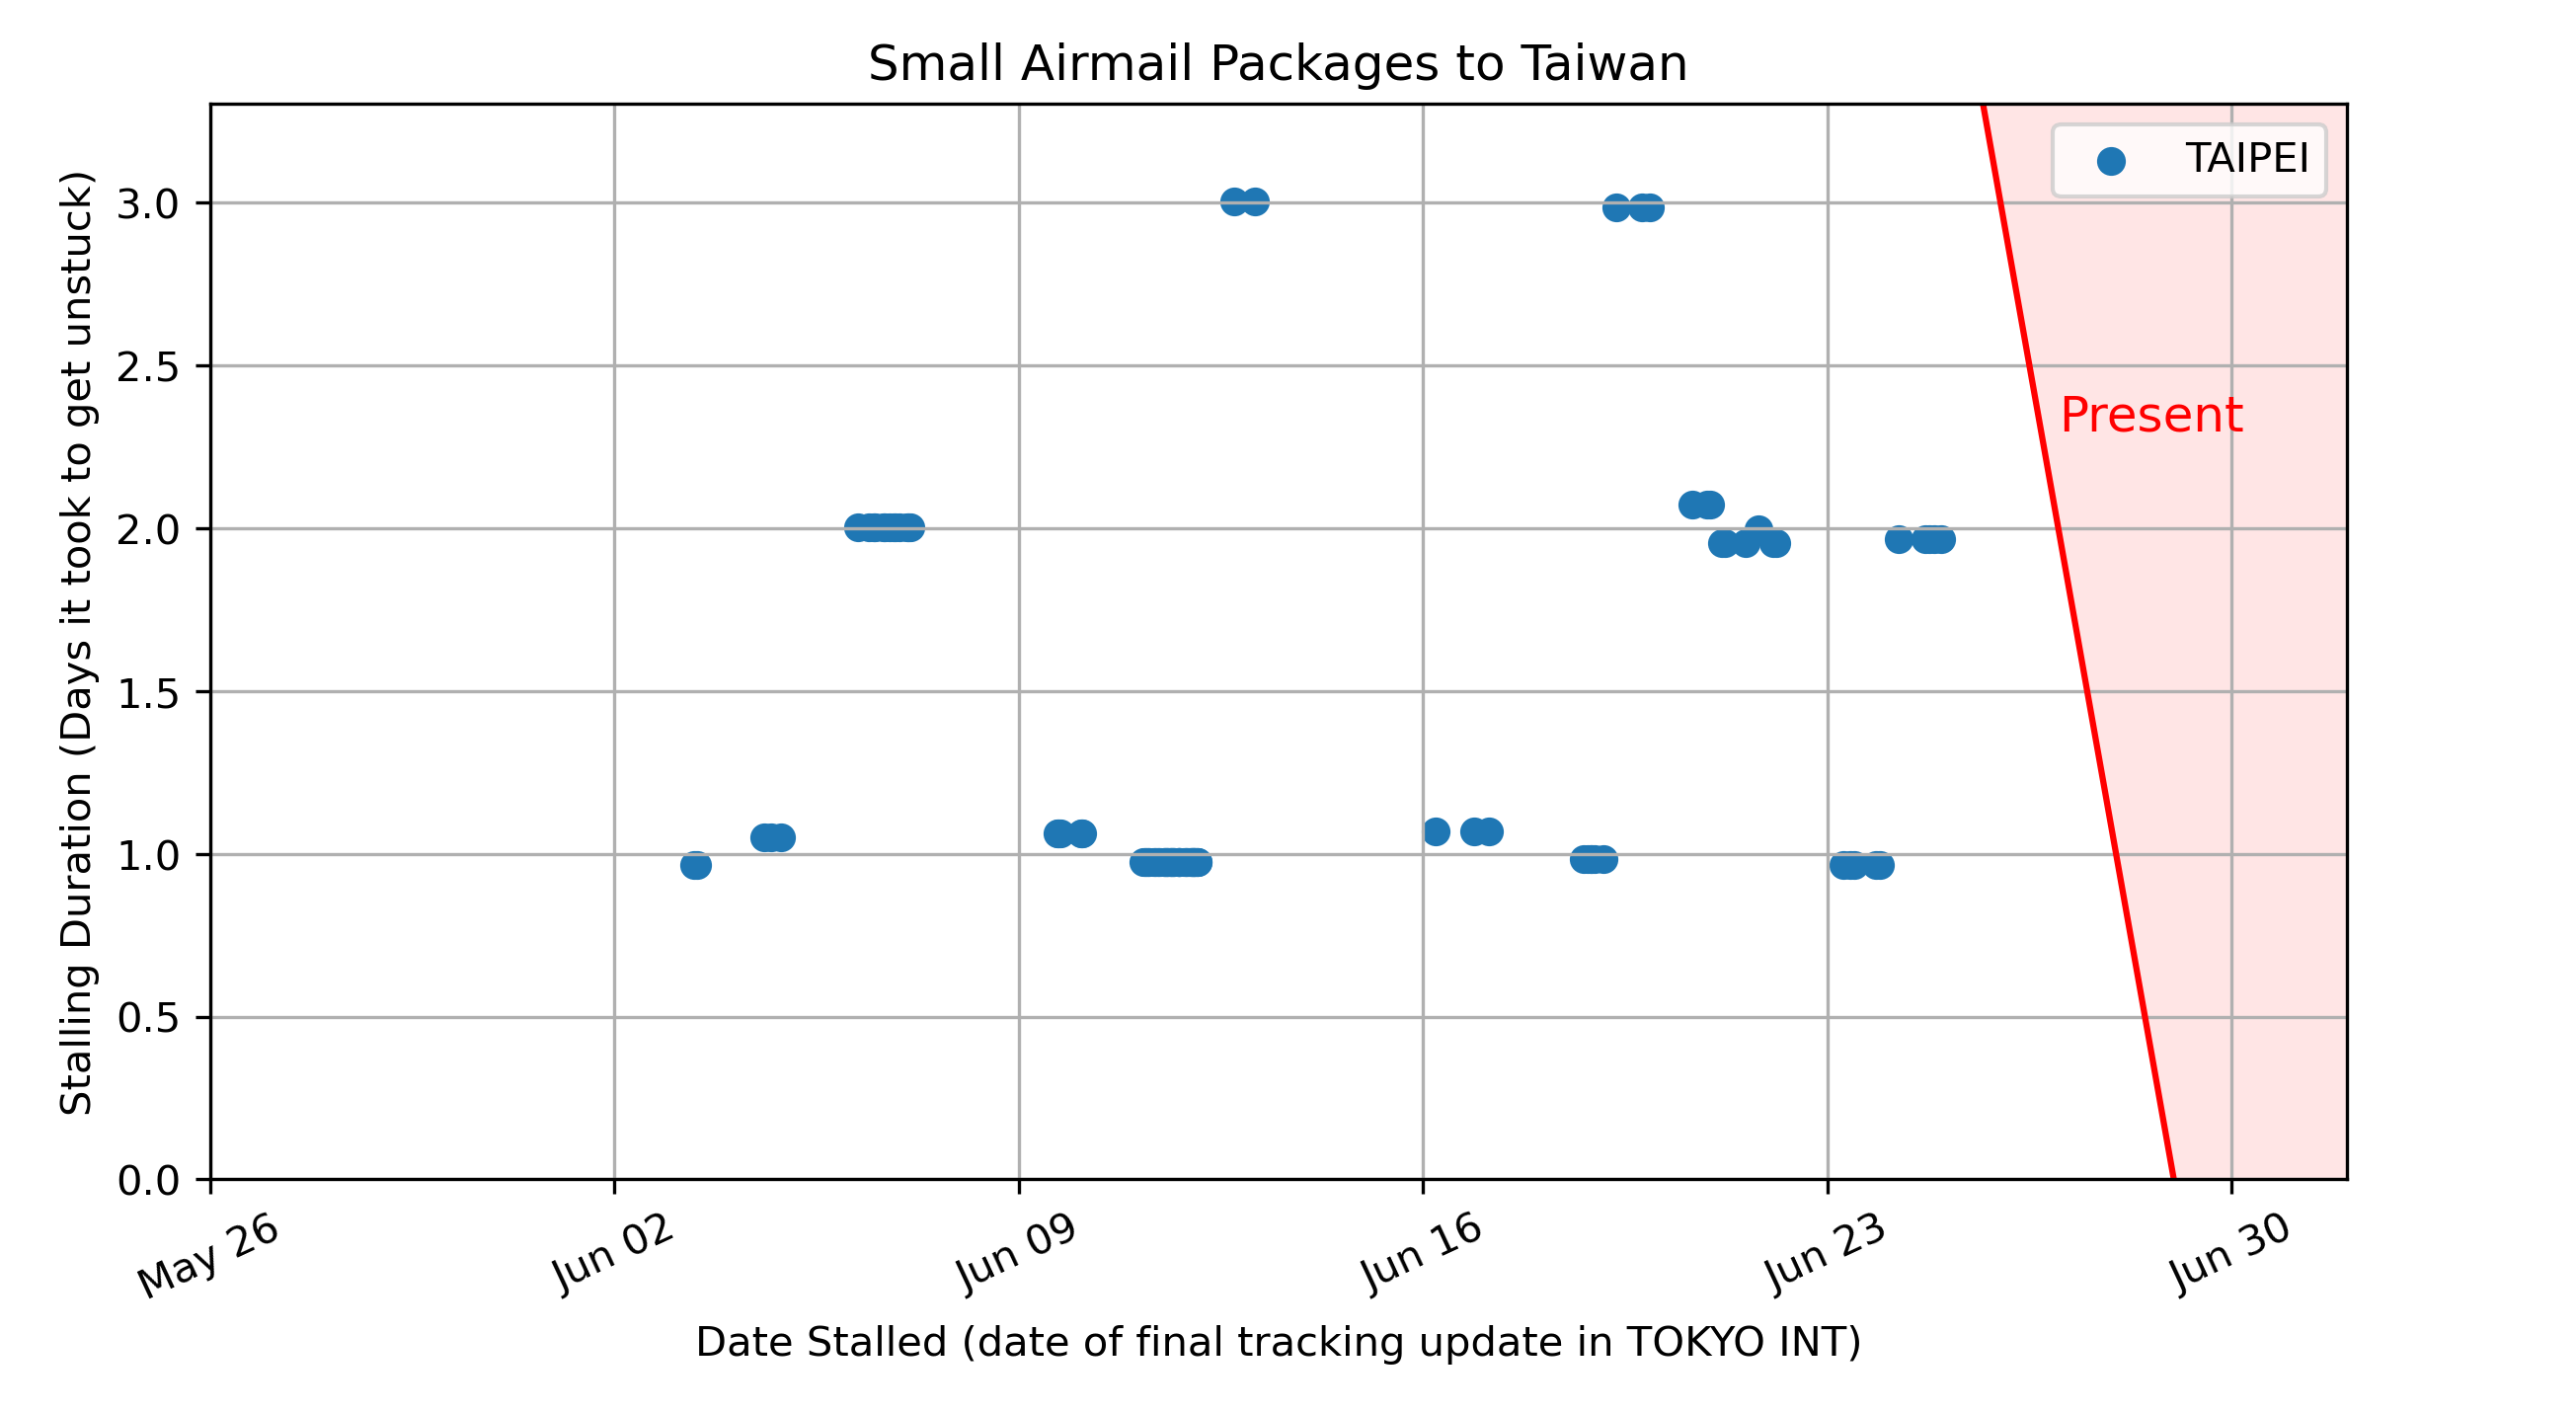 Small Airmail Packages to Taiwan
TAIPEI
Present
Stalling Duration (Days it took to get unstuck)
3.0
2.5
2.0
1.5
1.0
0.5
0.0
May 26
Jun 02
Jun 09
Jun 16
Jun 23
Jun 30
Date Stalled (date of final tracking update in TOKYO INT)